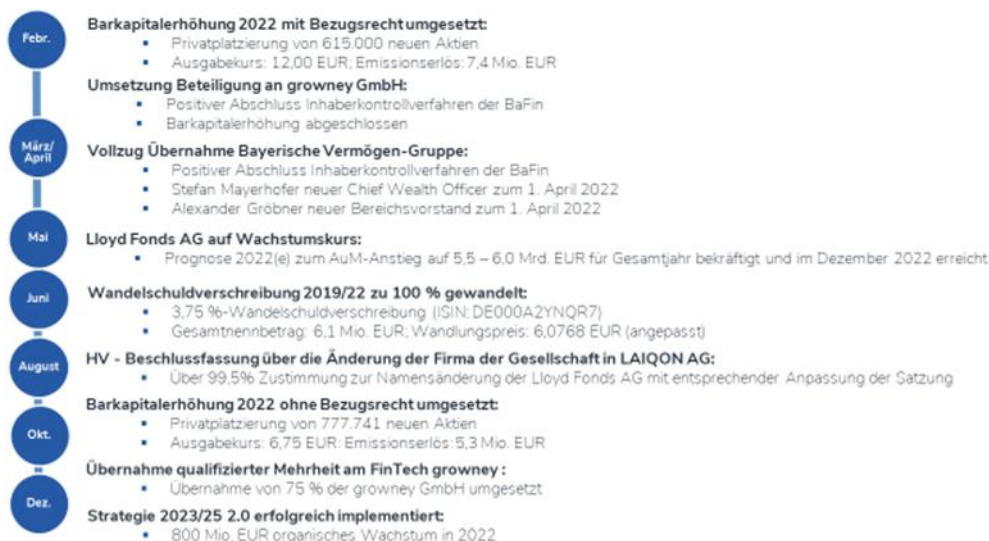 Febr.
Barkapitalerhöhung 2022 mit Bezugsrecht umgesetzt:
▪ Privatplatzierung von 615.000 neuen Aktien
▪ Ausgabekurs: 12,00 EUR; Emissionserlös: 7,4 Mio. EUR
Umsetzung Beteiligung an growney GmbH:
▪ Positiver Abschluss Inhaberkontrollverfahren der BaFin
▪ Barkapitalerhöhung abgeschlossen
März/
April
Vollzug Übernahme Bayerische Vermögen-Gruppe:
▪ Positiver Abschluss Inhaberkontrollverfahren der BaFin
▪ Stefan Mayerhofer neuer Chief Wealth Officer zum 1. April 2022
▪ Alexander Gröbner neuer Bereichsvorstand zum 1. April 2022
Mai
Lloyd Fonds AG auf Wachstumskurs:
▪ Prognose 2022(e) zum AuM-Anstieg auf 5,5 – 6,0 Mrd. EUR für Gesamtjahr bekräftigt und im Dezember 2022 erreicht
Juni
Wandelschuldverschreibung 2019/22 zu 100 % gewandelt:
▪ 3,75 %-Wandelschuldverschreibung (ISIN: DE000A2YNQR7)
▪ Gesamtnennbetrag: 6,1 Mio. EUR; Wandlungspreis: 6,0768 EUR (angepasst)
August
HV - Beschlussfassung über die Änderung der Firma der Gesellschaft in LAIQON AG:
▪ Über 99,5% Zustimmung zur Namensänderung der Lloyd Fonds AG mit entsprechender Anpassung der Satzung
Okt.
Barkapitalerhöhung 2022 ohne Bezugsrecht umgesetzt:
▪ Privatplatzierung von 777.741 neuen Aktien
▪ Ausgabekurs: 6,75 EUR; Emissionserlös: 5,3 Mio. EUR
Übernahme qualifizierter Mehrheit am FinTech growney :
▪ Übernahme von 75 % der growney GmbH umgesetzt
Dez.
Strategie 2023/25 2.0 erfolgreich implementiert:
▪ 800 Mio. EUR organisches Wachstum in 2022